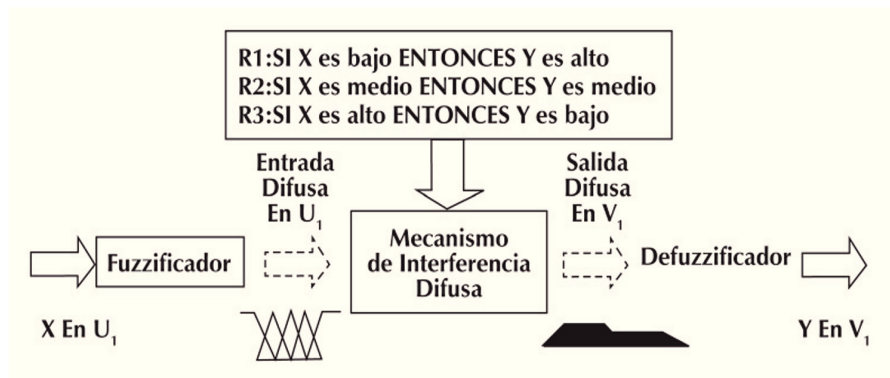 R1:SI X es bajo ENTONCES Y es alto
R2:SI X es medio ENTONCES Y es medio
R3:SI X es alto ENTONCES Y es bajo
Entrada
Difusa
En U₁
Salida
Difusa
En V₁
Fuzzificador
Mecanismo
de Interferencia
Difusa
Defuzzificador
X En U₁
Y En V₁